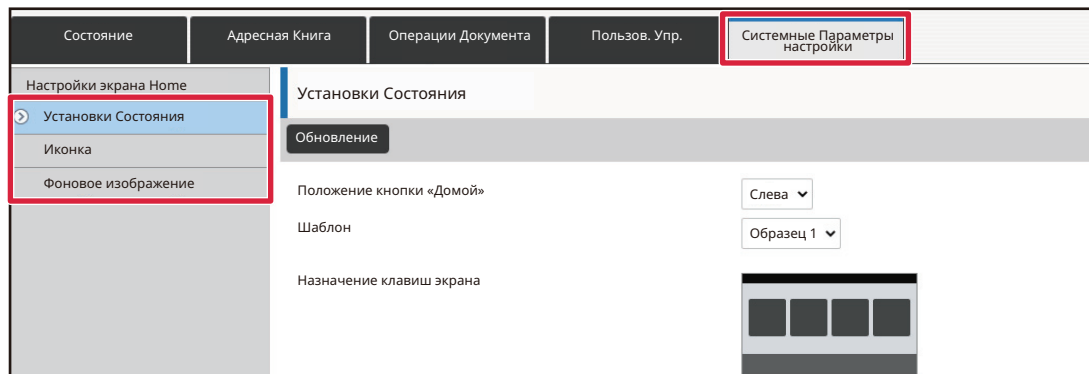 Состояние
Адресная Книга
Операции Документа
Пользов. Упр.
Системные Параметры
настройки
Настройки экрана Home
Установки Состояния
Иконка
Фоновое изображение
Установки Состояния
Обновление
Положение кнопки «Домой»
Слева
Шаблон
Образец 1
Назначение клавиш экрана